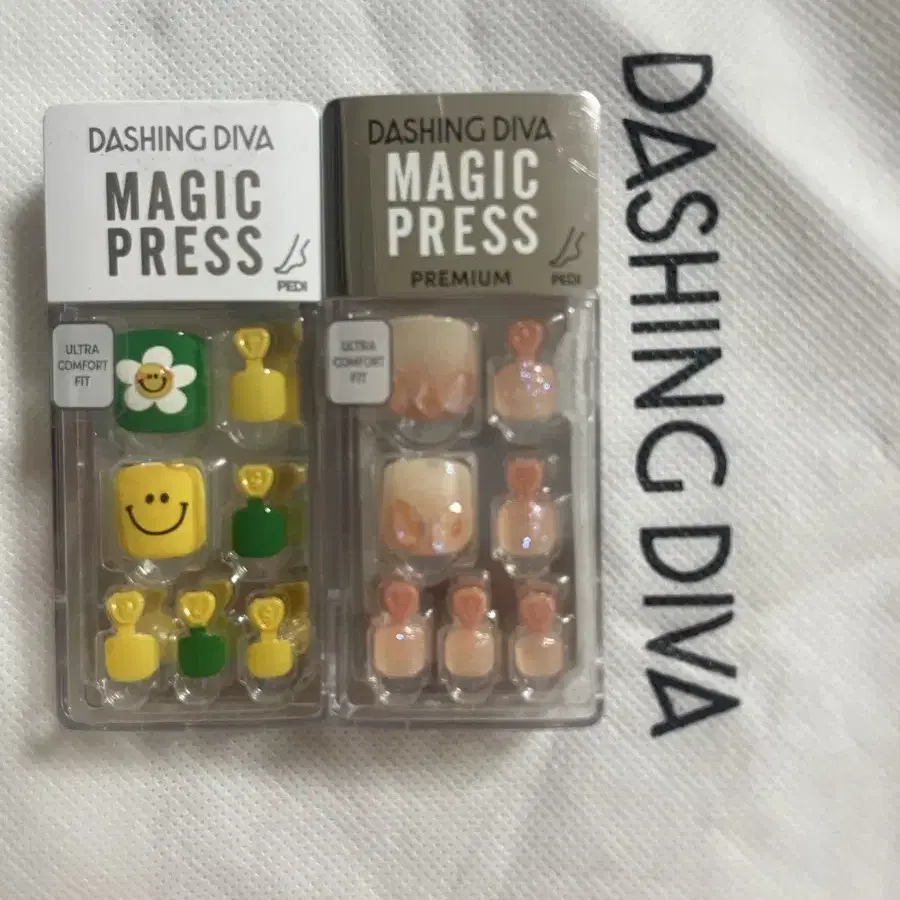 DASHING DIVA
MAGIC
PRESS
PEDI
ULTRA
COMFORT
FIT
DASHING DIVA
MAGIC
PRESS
PREMIUM
PEDI
ULTRA
COMFORT
FIT
DASHING DIVA